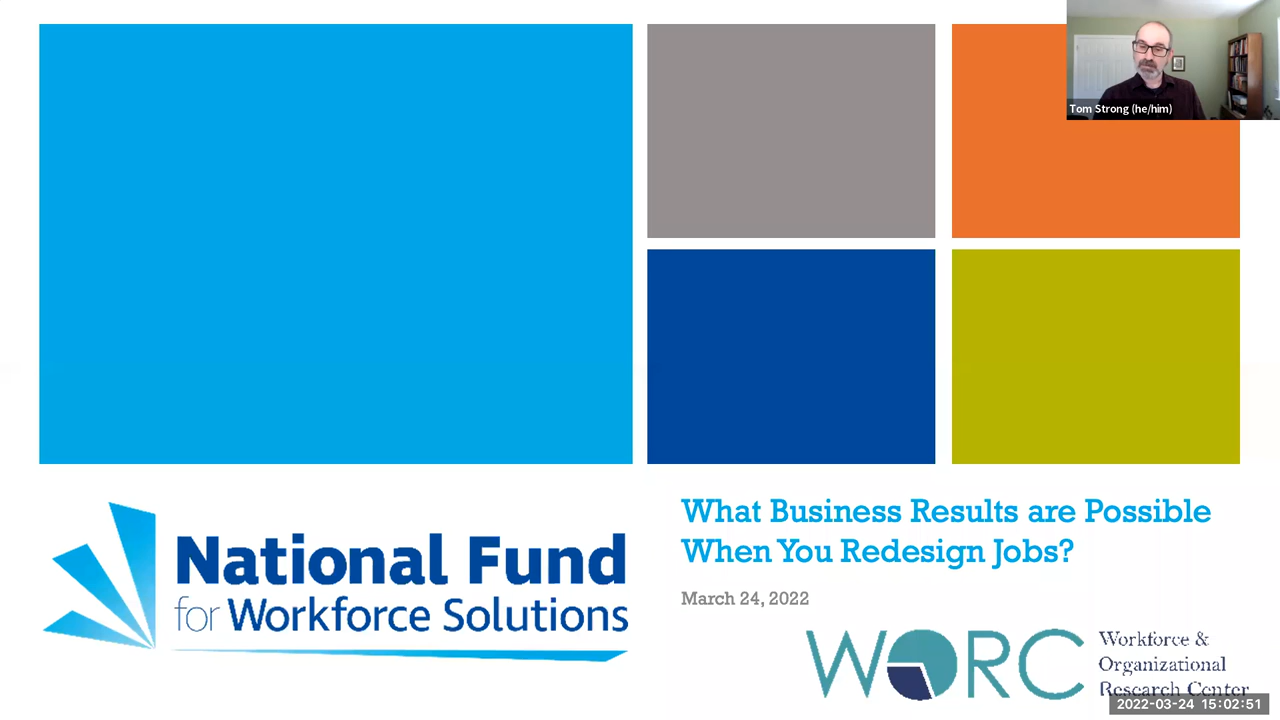 Tom Strong (he/him)
National Fund
for Workforce Solutions
What Business Results are Possible
When You Redesign Jobs?
March 24, 2022
WORC
Workforce &
Organizational
Research Center
2022-03-24 15:02:51